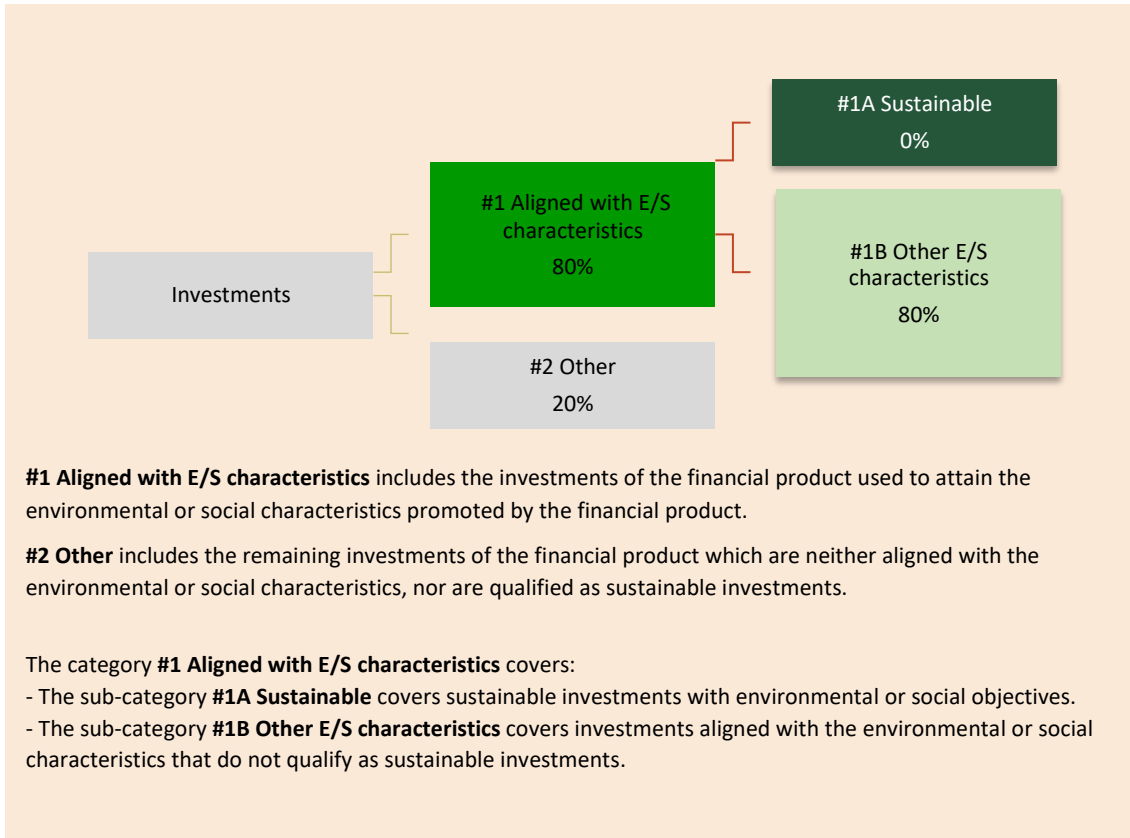 #1A Sustainable
0%
#1 Aligned with E/S
characteristics
80%
#1B Other E/S
characteristics
80%
Investments
#2 Other
20%
#1 Aligned with E/S characteristics includes the investments of the financial product used to attain the
environmental or social characteristics promoted by the financial product.
#2 Other includes the remaining investments of the financial product which are neither aligned with the
environmental or social characteristics, nor are qualified as sustainable investments.
The category #1 Aligned with E/S characteristics covers:
- The sub-category #1A Sustainable covers sustainable investments with environmental or social objectives.
- The sub-category #1B Other E/S characteristics covers investments aligned with the environmental or social
characteristics that do not qualify as sustainable investments.